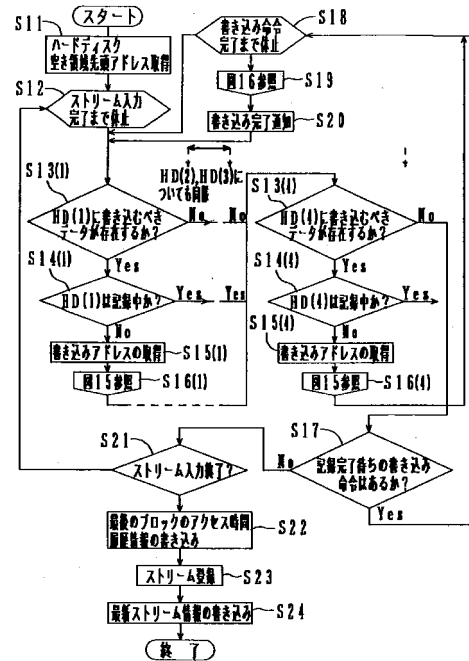 スタート
S11
ハードディスク
空き領域先頭アドレス取得
S12
ストリーム入力
完了まで休止
S18
書き込み命令
完了まで休止
図16参照
S19
書き込み完了通知
S20
HD(2),HD(3)に
ついても同様
S13(1)
HD(1)に書き込むべき
データが存在するか?
No
No
Yes
S14(1)
HD(1)は記録中か?
Yes
Yes
No
書き込みアドレスの取得
S15(1)
図15参照
S16(1)
S13(4)
HD(4)に書き込むべき
データが存在するか?
No
Yes
S14(4)
HD(4)は記録中か?
Yes
No
S15(4)
書き込みアドレスの取得
図15参照
S16(4)
S17
記録完了待ちの書き込み
命令はあるか?
No
Yes
S21
ストリーム入力終了?
最後のブロックのアクセス時間
履歴情報の書き込み
S22
ストリーム登録
S23
最新ストリーム情報の書き込み
S24
終了